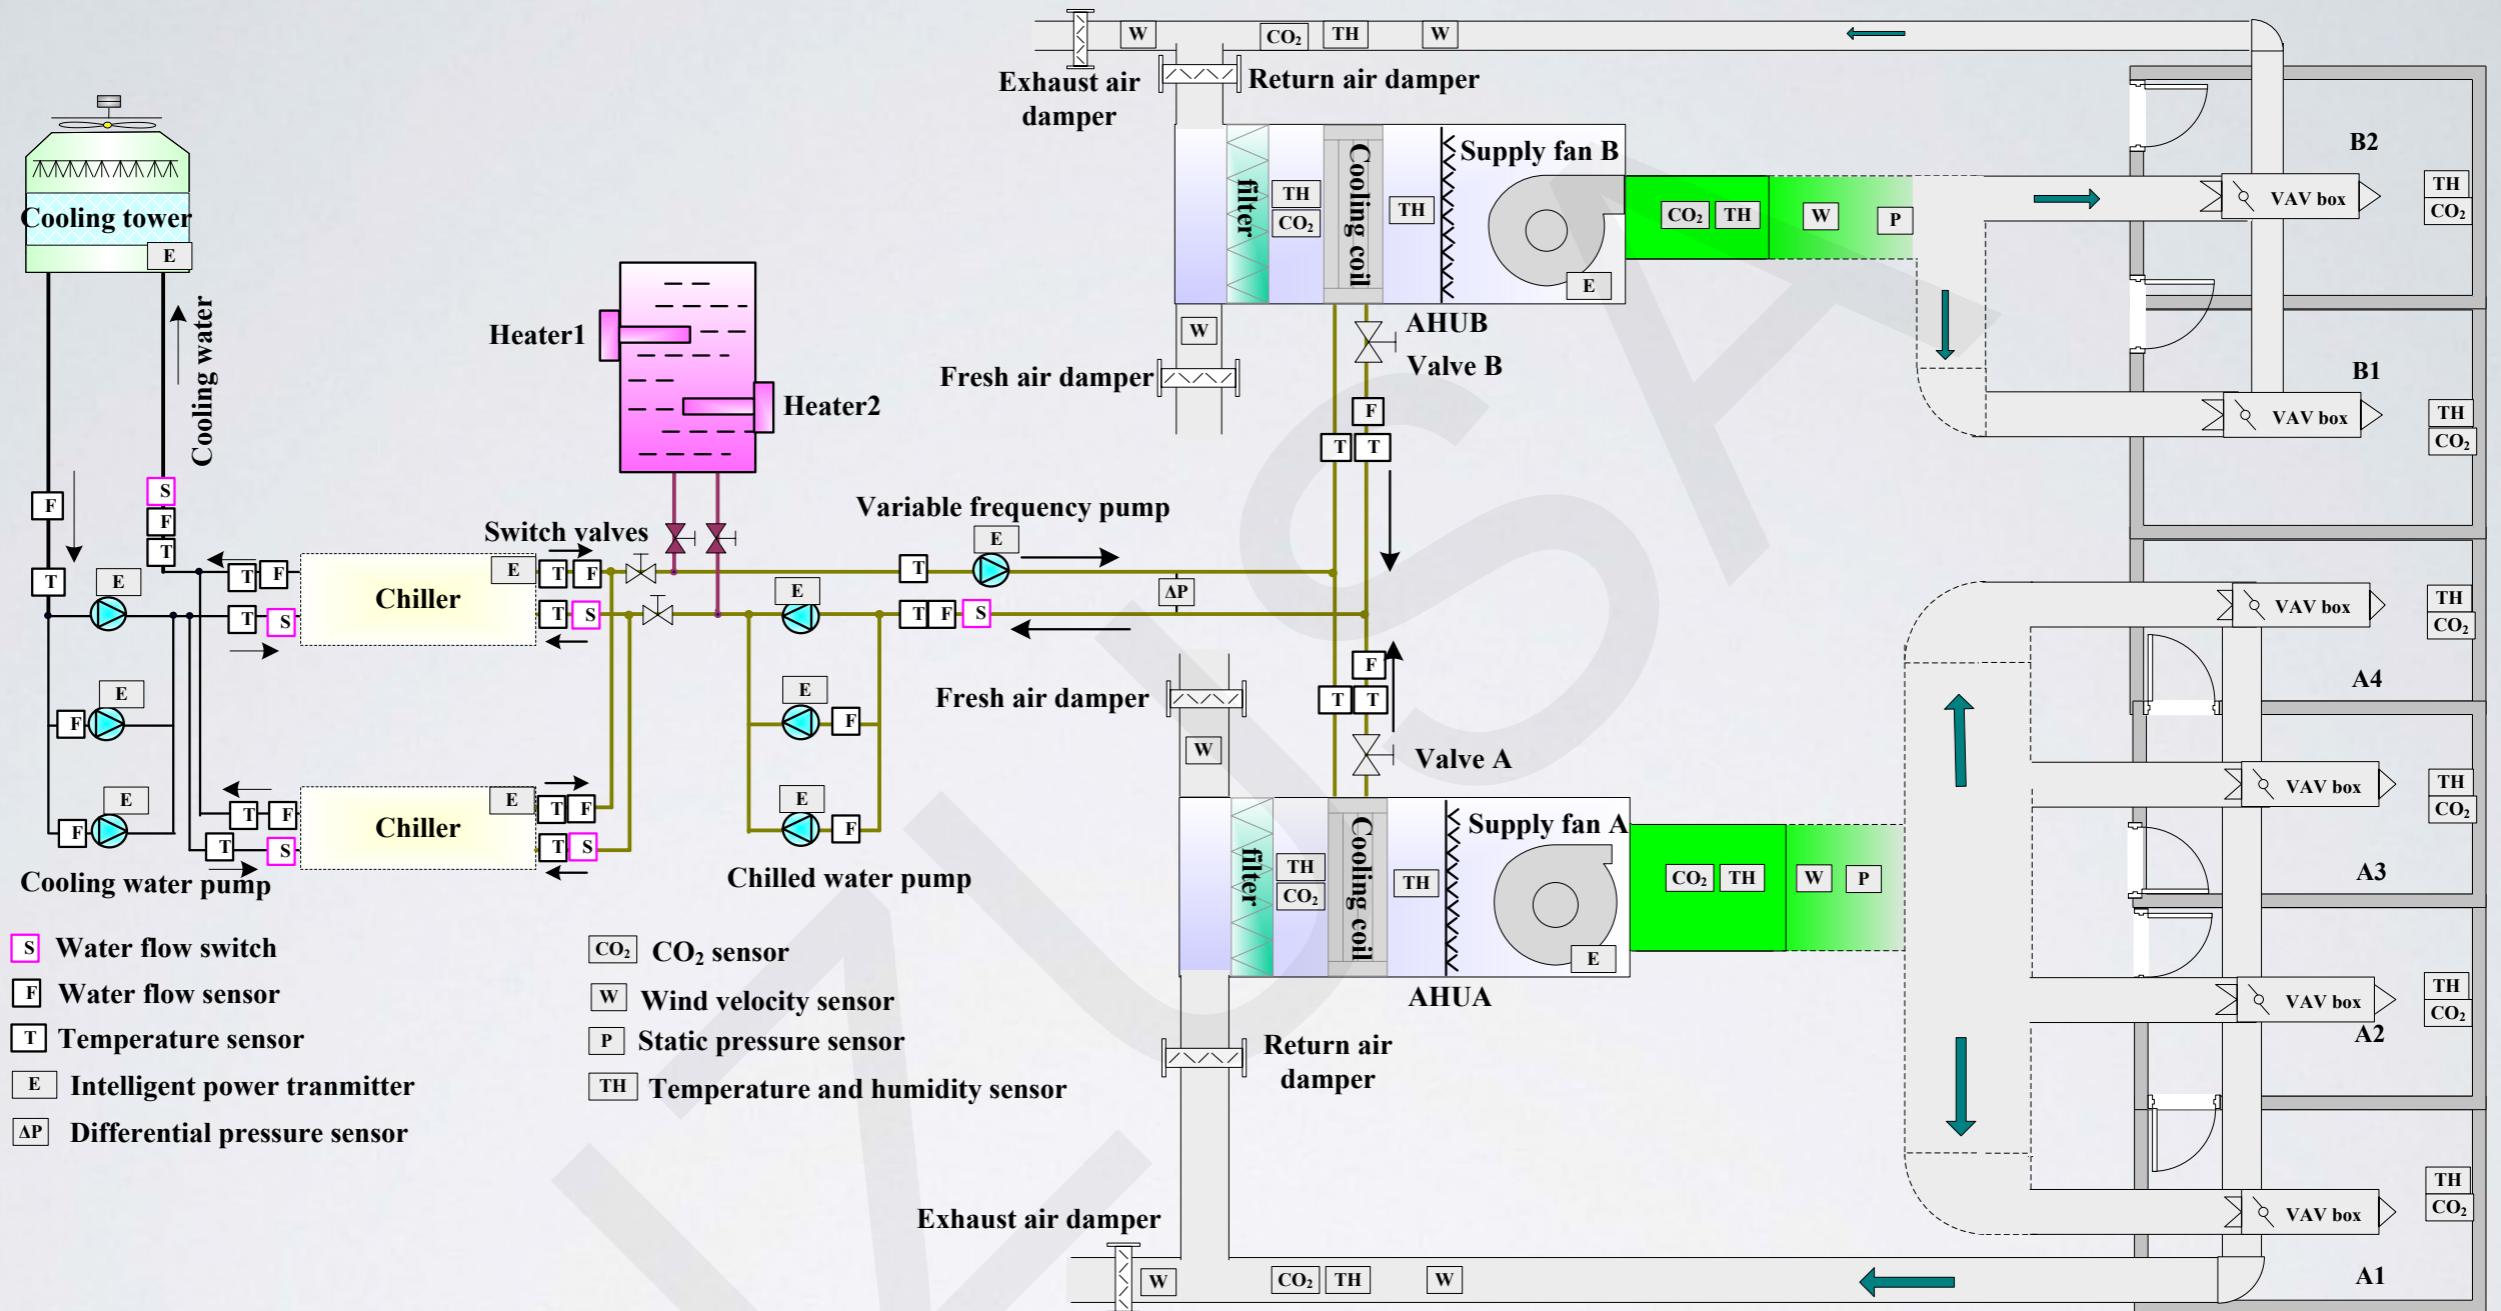 W
CO₂
TH
W
Exhaust air
damper
Return air damper
Supply fan B
B2
filter
TH
CO₂
Cooling coil
TH
E
CO₂
TH
W
P
VAV box
TH
CO₂
Cooling tower
E
Cooling water
Heater1
Heater2
W
AHUB
Valve B
Fresh air damper
F
T
T
B1
VAV box
TH
CO₂
F
S
F
T
T
E
T
F
Switch valves
Variable frequency pump
E
T
F
E
T
ΔP
Chiller
T
S
T
S
E
T
F
S
VAV box
TH
CO₂
A4
Fresh air damper
F
T
T
W
Valve A
E
F
E
F
VAV box
TH
CO₂
A3
E
F
T
F
T
S
Chiller
E
T
F
T
S
E
F
Cooling water pump
Chilled water pump
filter
TH
CO₂
Cooling coil
TH
Supply fan A
E
CO₂
TH
W
P
AHUA
VAV box
TH
CO₂
A2
S
Water flow switch
F
Water flow sensor
T
Temperature sensor
E
Intelligent power tranmitter
ΔP
Differential pressure sensor
CO₂
CO₂ sensor
W
Wind velocity sensor
P
Static pressure sensor
TH
Temperature and humidity sensor
Return air
damper
Exhaust air damper
VAV box
TH
CO₂
A1
W
CO₂
TH
W
ZUSA